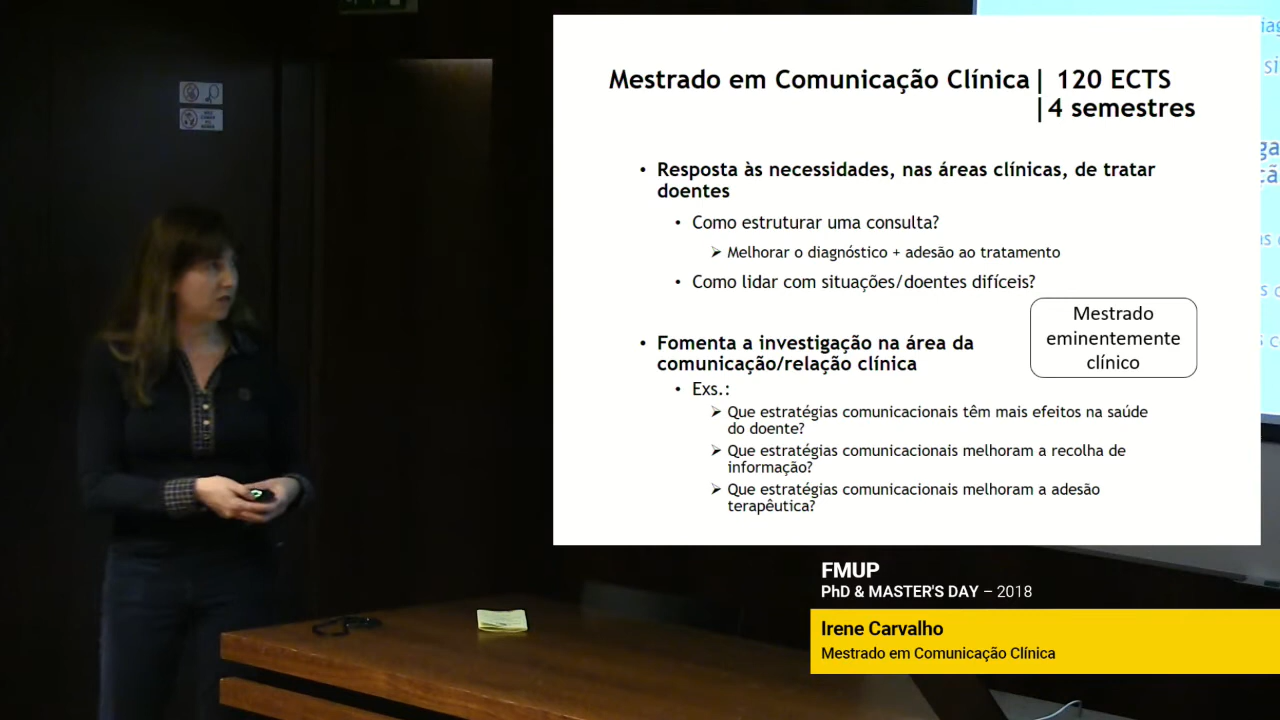 Mestrado em Comunicação Clínica| 120 ECTS
|4 semestres
• Resposta às necessidades, nas áreas clínicas, de tratar
doentes
• Como estruturar uma consulta?
➢ Melhorar o diagnóstico + adesão ao tratamento
• Como lidar com situações/doentes difíceis?
Mestrado
eminentemente
clínico
• Fomenta a investigação na área da
comunicação/relação clínica
• Exs.:
➢ Que estratégias comunicacionais têm mais efeitos na saúde
do doente?
➢ Que estratégias comunicacionais melhoram a recolha de
informação?
➢ Que estratégias comunicacionais melhoram a adesão
terapêutica?
FMUP
PhD & MASTER'S DAY – 2018
Irene Carvalho
Mestrado em Comunicação Clínica